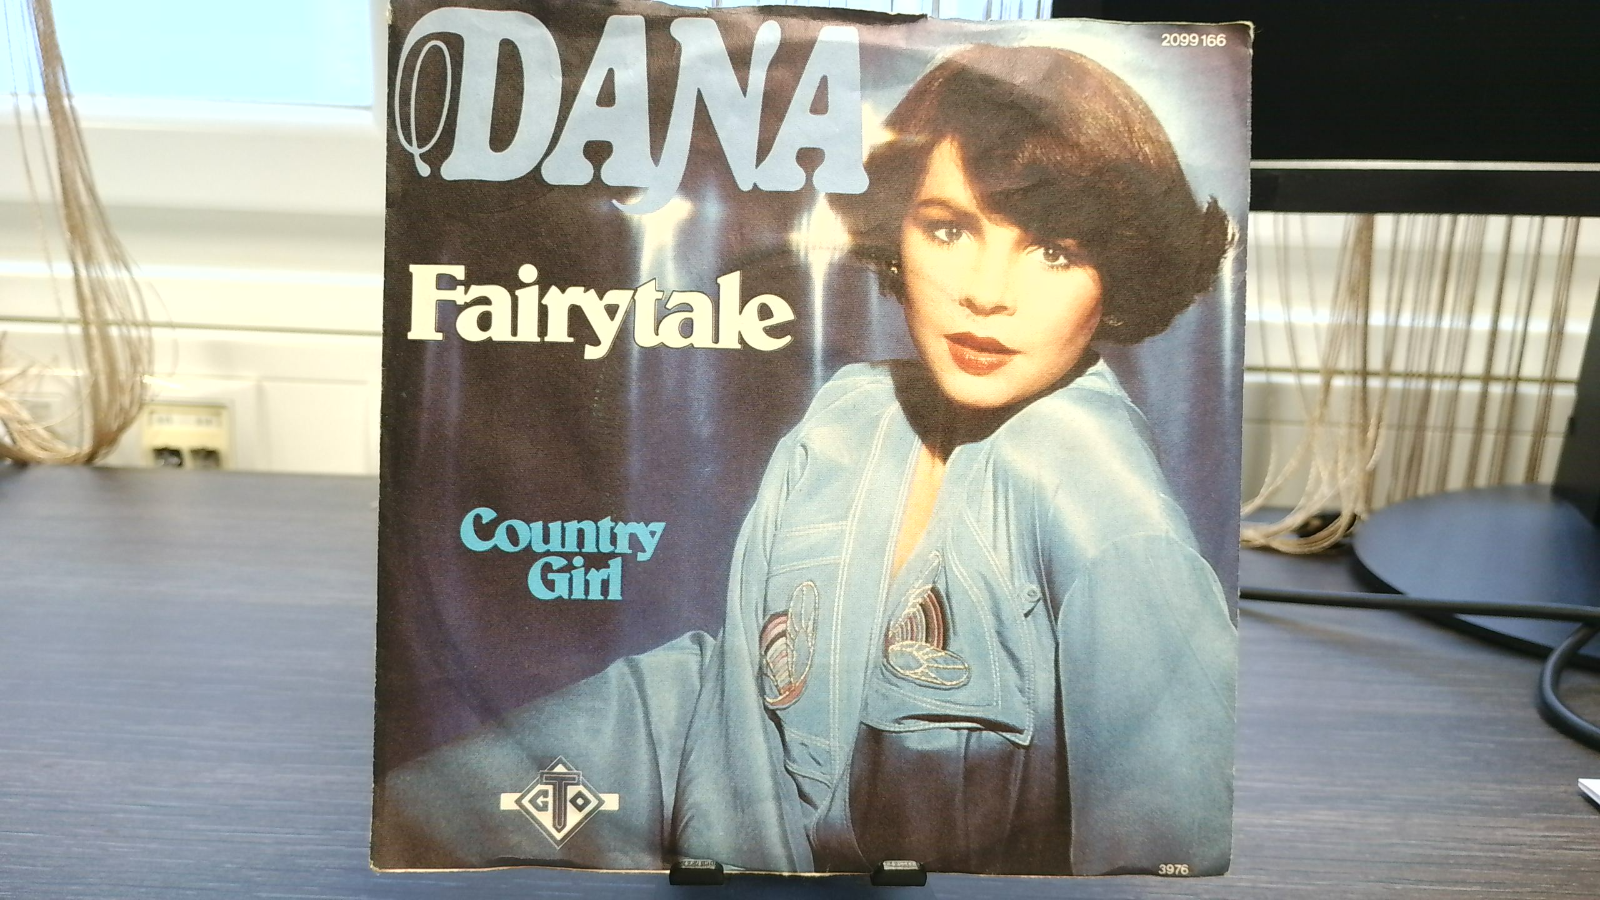 DANA
2099 166
Fairytale
Country
Girl
GTO
3976